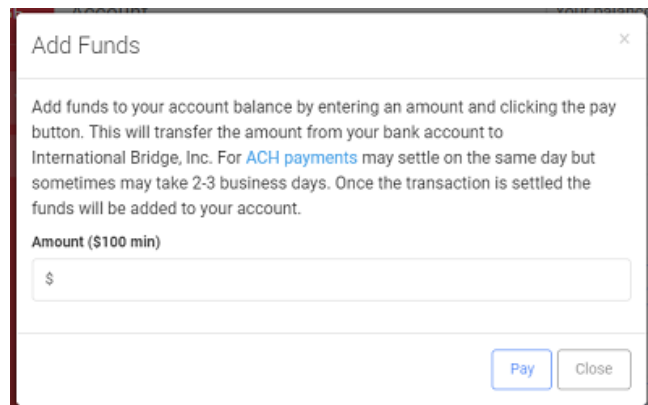 Add Funds
×
Add funds to your account balance by entering an amount and clicking the pay
button. This will transfer the amount from your bank account to
International Bridge, Inc. For ACH payments may settle on the same day but
sometimes may take 2-3 business days. Once the transaction is settled the
funds will be added to your account.
Amount ($100 min)
$
Pay Close